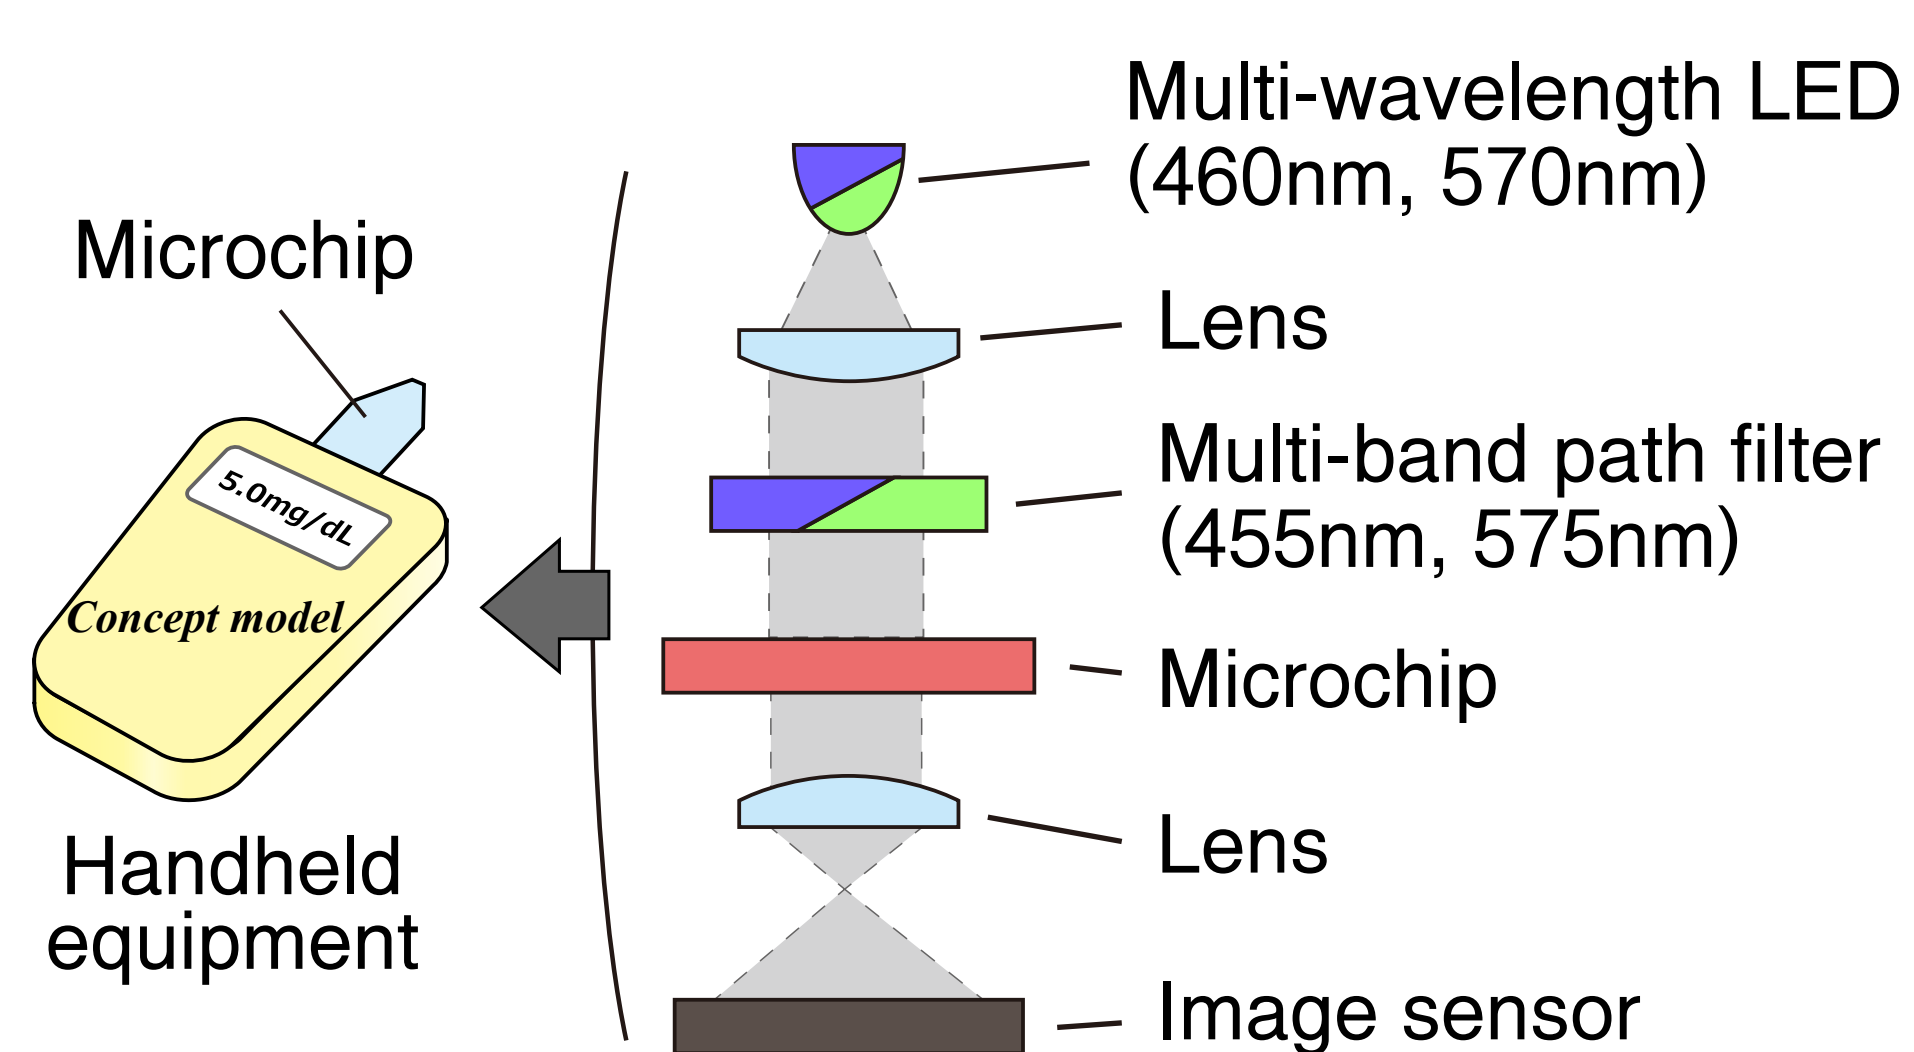 Multi-wavelength LED
(460nm, 570nm)
Microchip
Lens
Multi-band path filter
(455nm, 575nm)
5.0mg/dL
Concept model
Microchip
Lens
Handheld
equipment
Image sensor